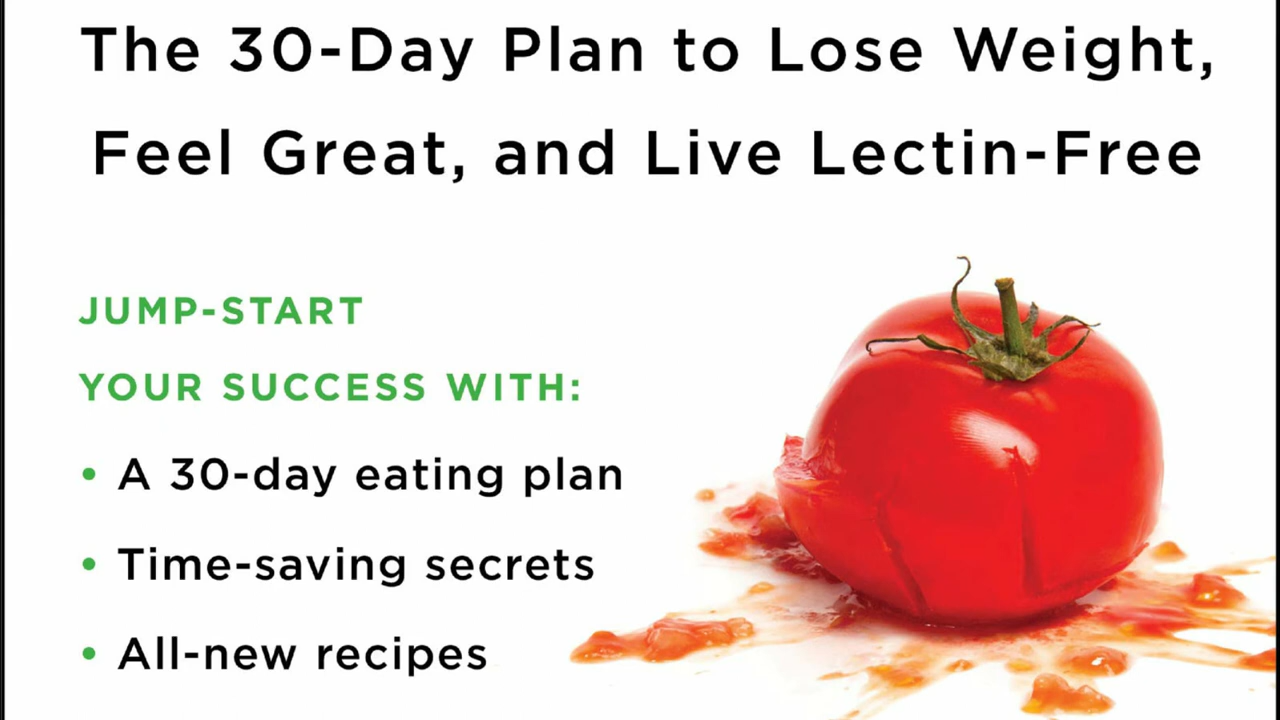 The 30-Day Plan to Lose Weight,
Feel Great, and Live Lectin-Free
JUMP-START
YOUR SUCCESS WITH:
• A 30-day eating plan
• Time-saving secrets
• All-new recipes